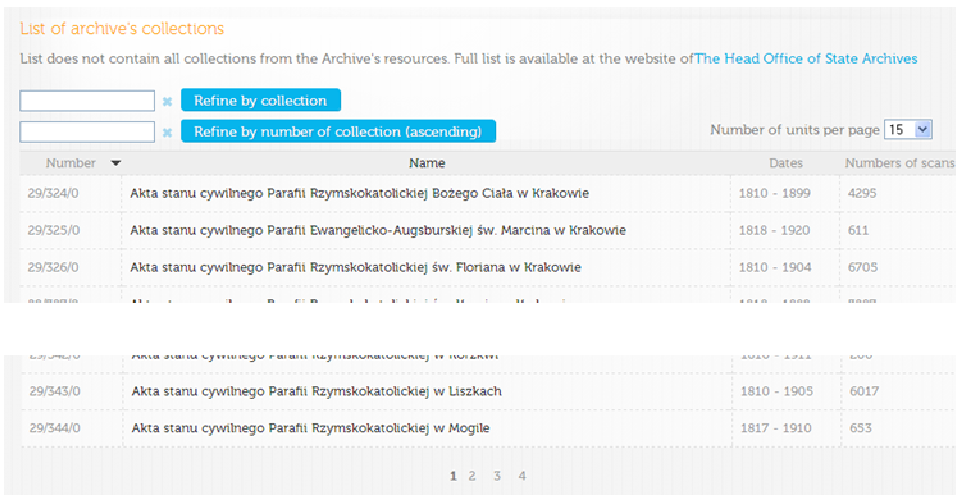 List of archive's collections
List does not contain all collections from the Archive's resources. Full list is available at the website ofThe Head Office of State Archives
Refine by collection
Refine by number of collection (ascending)
Number of units per page 15
Number Name Dates Numbers of scans
29/324/0 Akta stanu cywilnego Parafii Rzymskokatolickiej Bożego Ciała w Krakowie 1810 - 1899 4295
29/325/0 Akta stanu cywilnego Parafii Ewangelicko-Augsburskiej św. Marcina w Krakowie 1818 - 1920 611
29/326/0 Akta stanu cywilnego Parafii Rzymskokatolickiej św. Floriana w Krakowie 1810 - 1904 6705
Akta stanu cywilnego Parafii Rzymskokatolickiej w
29/343/0 Akta stanu cywilnego Parafii Rzymskokatolickiej w Liszkach 1810 - 1905 6017
29/344/0 Akta stanu cywilnego Parafii Rzymskokatolickiej w Mogile 1817 - 1910 653
1 2 3 4